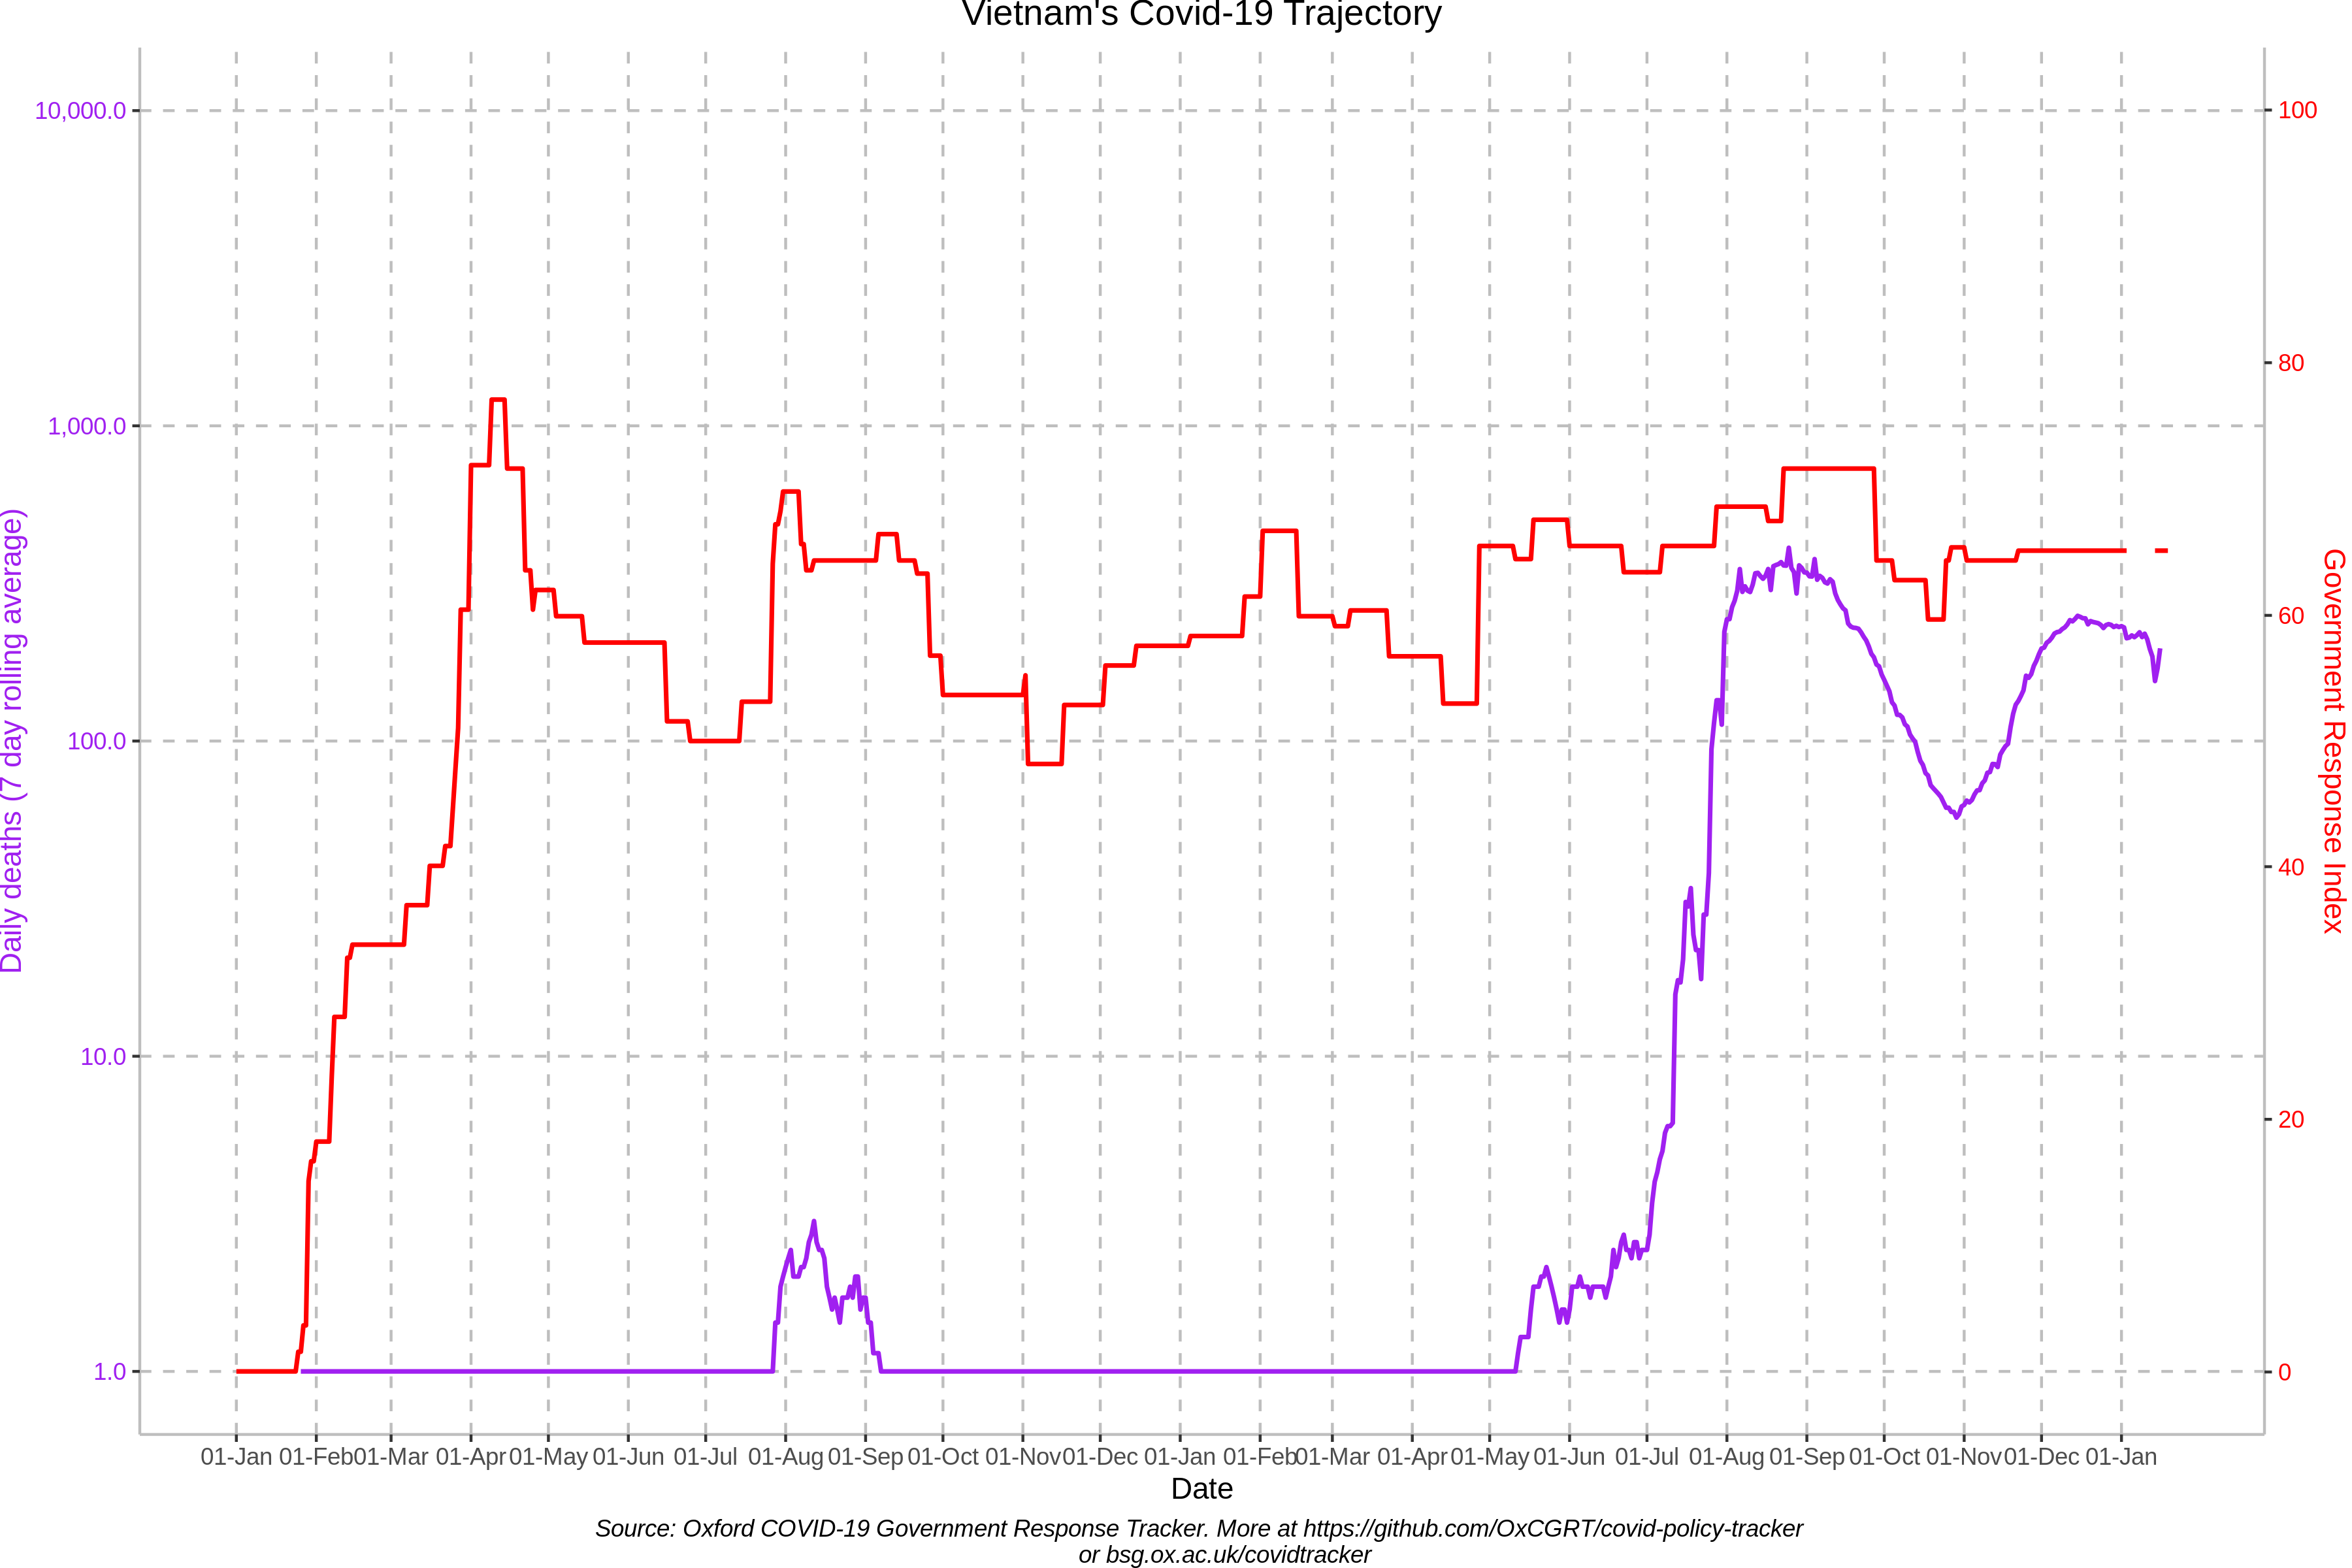 Vietnam's Covid-19 Trajectory
10,000.0
1,000.0
100.0
10.0
1.0
Daily deaths (7 day rolling average)
100
80
60
40
20
0
Government Response Index
01-Jan 01-Feb 01-Mar 01-Apr 01-May 01-Jun 01-Jul 01-Aug 01-Sep 01-Oct 01-Nov 01-Dec 01-Jan 01-Feb 01-Mar 01-Apr 01-May 01-Jun 01-Jul 01-Aug 01-Sep 01-Oct 01-Nov 01-Dec 01-Jan
Date
Source: Oxford COVID-19 Government Response Tracker. More at https://github.com/OxCGRT/covid-policy-tracker
or bsg.ox.ac.uk/covidtracker